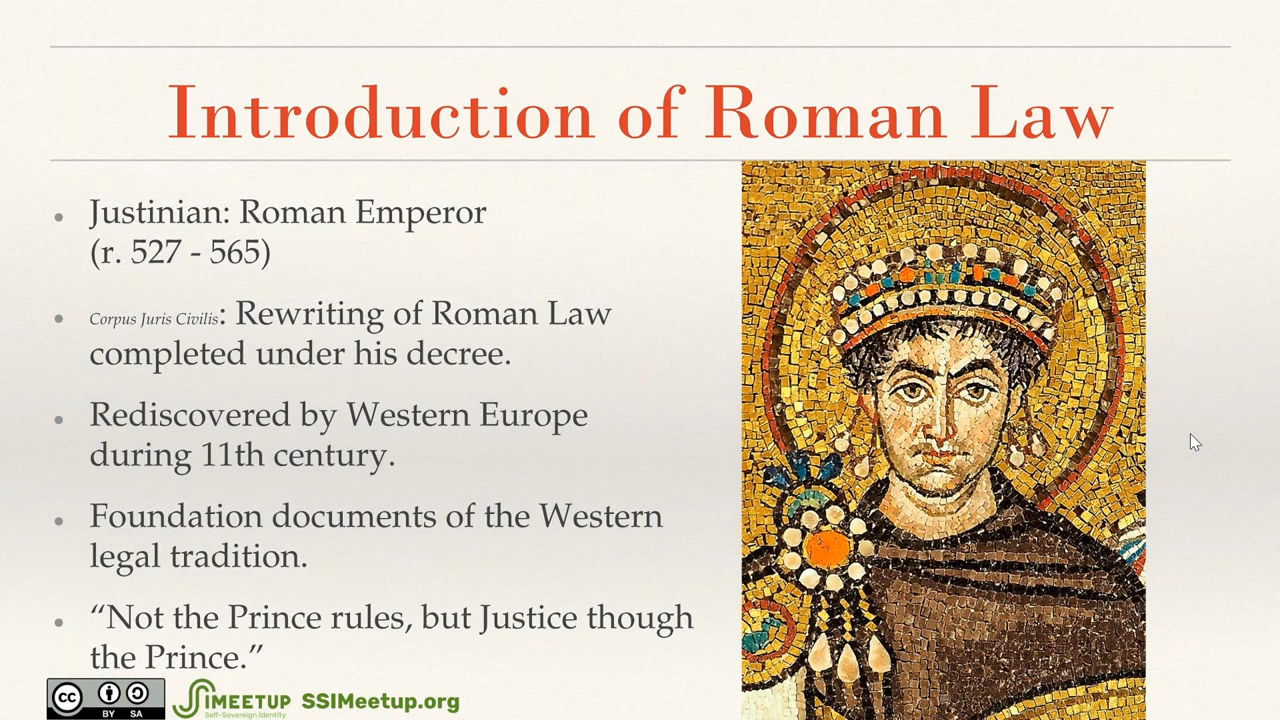 Introduction of Roman Law
Justinian: Roman Emperor
(r. 527 - 565)
Corpus Juris Civilis: Rewriting of Roman Law
completed under his decree.
Rediscovered by Western Europe
during 11th century.
Foundation documents of the Western
legal tradition.
“Not the Prince rules, but Justice though
the Prince.”
cc BY SA
SSIMEETUP SSIMeetup.org
Self-Sovereign Identity